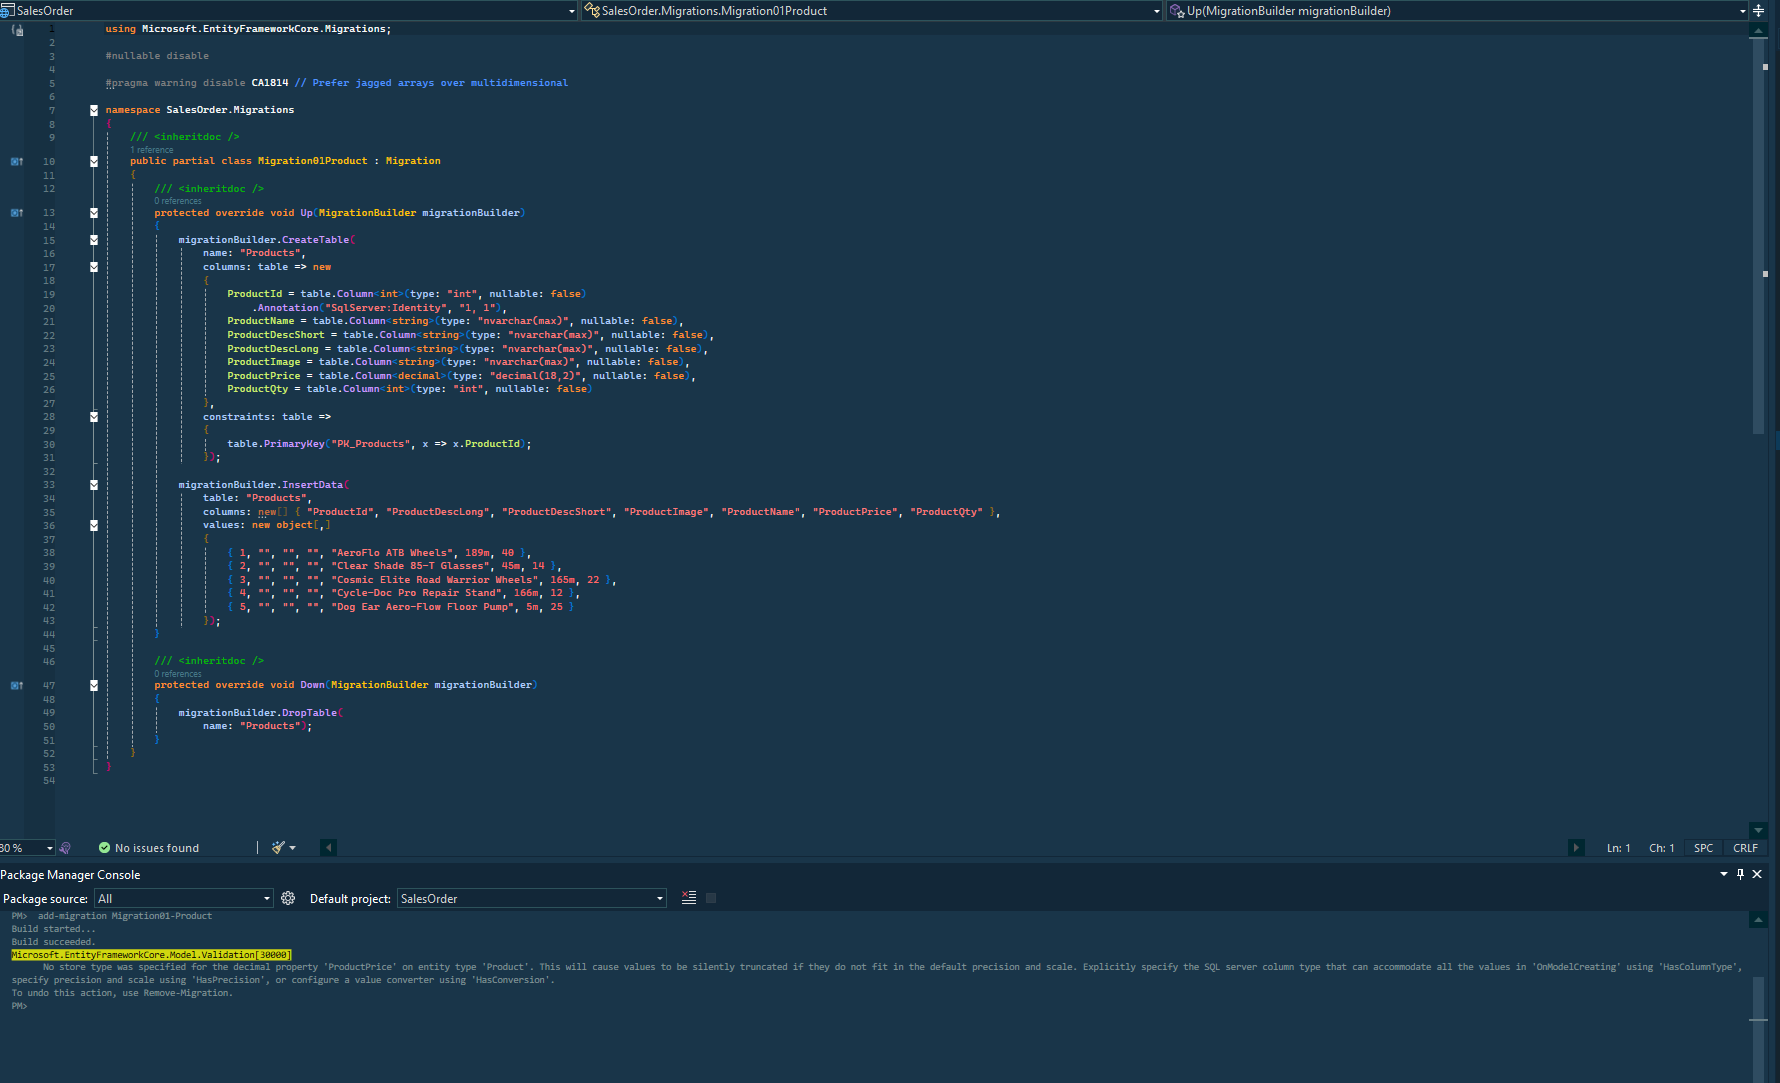 SalesOrder
SalesOrder.Migrations.Migration01Product
Up(MigrationBuilder migrationBuilder)
1 using Microsoft.EntityFrameworkCore.Migrations;
2
3 #nullable disable
4
5 #pragma warning disable CA1814 // Prefer jagged arrays over multidimensional
6
7 namespace SalesOrder.Migrations
8 {
9 /// <inheritdoc />
1 reference
10 public partial class Migration01Product : Migration
11 {
12 /// <inheritdoc />
0 references
13 protected override void Up(MigrationBuilder migrationBuilder)
14 {
15 migrationBuilder.CreateTable(
16 name: "Products",
17 columns: table => new
18 {
19 ProductId = table.Column<int>(type: "int", nullable: false)
20 .Annotation("SqlServer:Identity", "1, 1"),
21 ProductName = table.Column<string>(type: "nvarchar(max)", nullable: false),
22 ProductDescShort = table.Column<string>(type: "nvarchar(max)", nullable: false),
23 ProductDescLong = table.Column<string>(type: "nvarchar(max)", nullable: false),
24 ProductImage = table.Column<string>(type: "nvarchar(max)", nullable: false),
25 ProductPrice = table.Column<decimal>(type: "decimal(18,2)", nullable: false),
26 ProductQty = table.Column<int>(type: "int", nullable: false)
27 },
28 constraints: table =>
29 {
30 table.PrimaryKey("PK_Products", x => x.ProductId);
31 });
32
33 migrationBuilder.InsertData(
34 table: "Products",
35 columns: new[] { "ProductId", "ProductDescLong", "ProductDescShort", "ProductImage", "ProductName", "ProductPrice", "ProductQty" },
36 values: new object[,]
37 {
38 { 1, "", "", "", "AeroFlo ATB Wheels", 189m, 40 },
39 { 2, "", "", "", "Clear Shade 85-T Glasses", 45m, 14 },
40 { 3, "", "", "", "Cosmic Elite Road Warrior Wheels", 165m, 22 },
41 { 4, "", "", "", "Cycle-Doc Pro Repair Stand", 166m, 12 },
42 { 5, "", "", "", "Dog Ear Aero-Flow Floor Pump", 5m, 25 }
43 });
44 }
45
46 /// <inheritdoc />
0 references
47 protected override void Down(MigrationBuilder migrationBuilder)
48 {
49 migrationBuilder.DropTable(
50 name: "Products");
51 }
52 }
53 }
54
80 % No issues found Ln: 1 Ch: 1 SPC CRLF
Package Manager Console
Package source: All Default project: SalesOrder
PM> add-migration Migration01-Product
Build started...
Build succeeded.
Microsoft.EntityFrameworkCore.Model.Validation[30000]
No store type was specified for the decimal property 'ProductPrice' on entity type 'Product'. This will cause values to be silently truncated if they do not fit in the default precision and scale. Explicitly specify the SQL server column type that can accommodate all the values in 'OnModelCreating' using 'HasColumnType',
specify precision and scale using 'HasPrecision', or configure a value converter using 'HasConversion'.
To undo this action, use Remove-Migration.
PM>